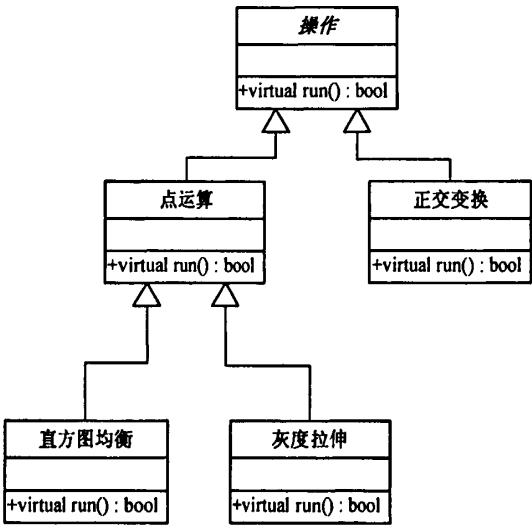 操作
+virtual run() : bool
点运算
+virtual run() : bool
正交变换
+virtual run() : bool
直方图均衡
+virtual run() : bool
灰度拉伸
+virtual run() : bool